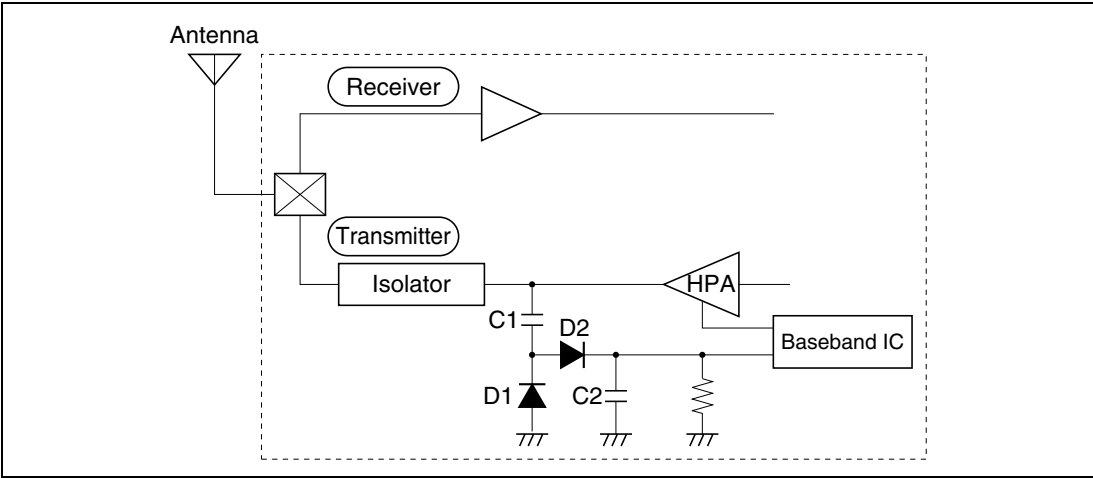 Antenna
Receiver
Transmitter
Isolator
HPA
C1
D2
Baseband IC
D1
C2